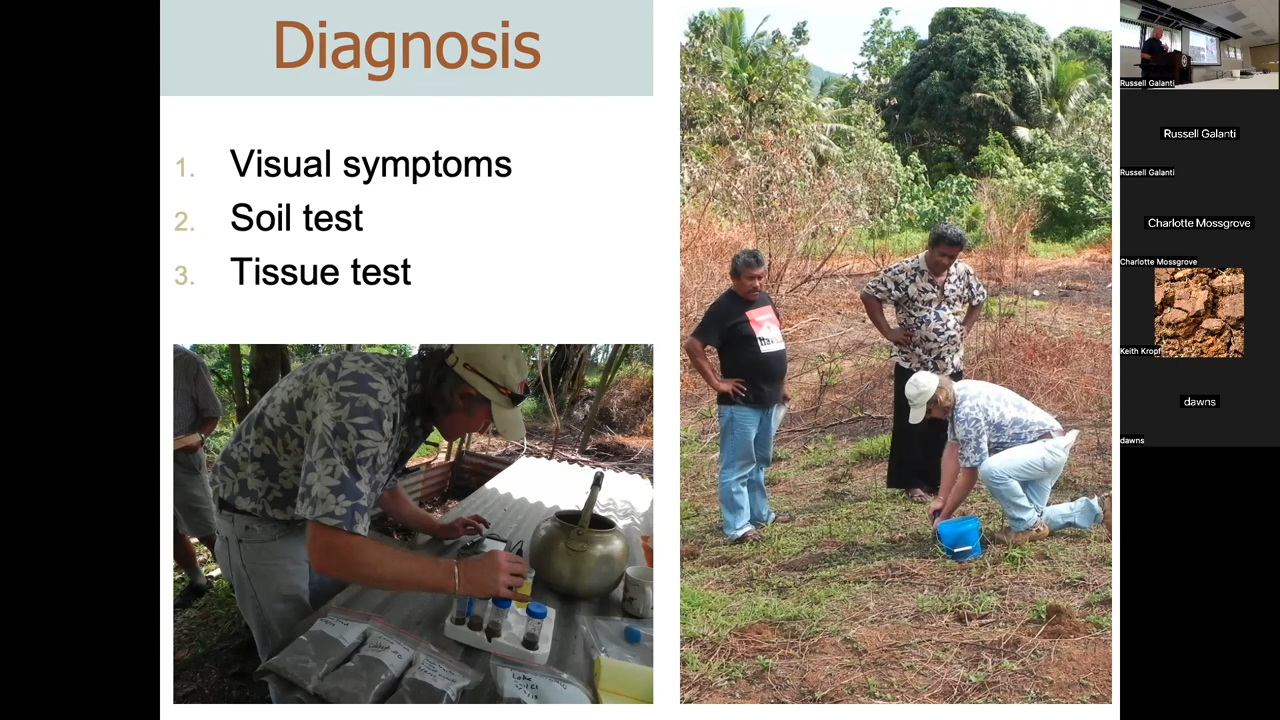 Diagnosis
1. Visual symptoms
2. Soil test
3. Tissue test
Russell Galanti
Russell Galanti
Russell Galanti
Charlotte Mossgrove
Charlotte Mossgrove
Keith Kropf
dawns
dawns